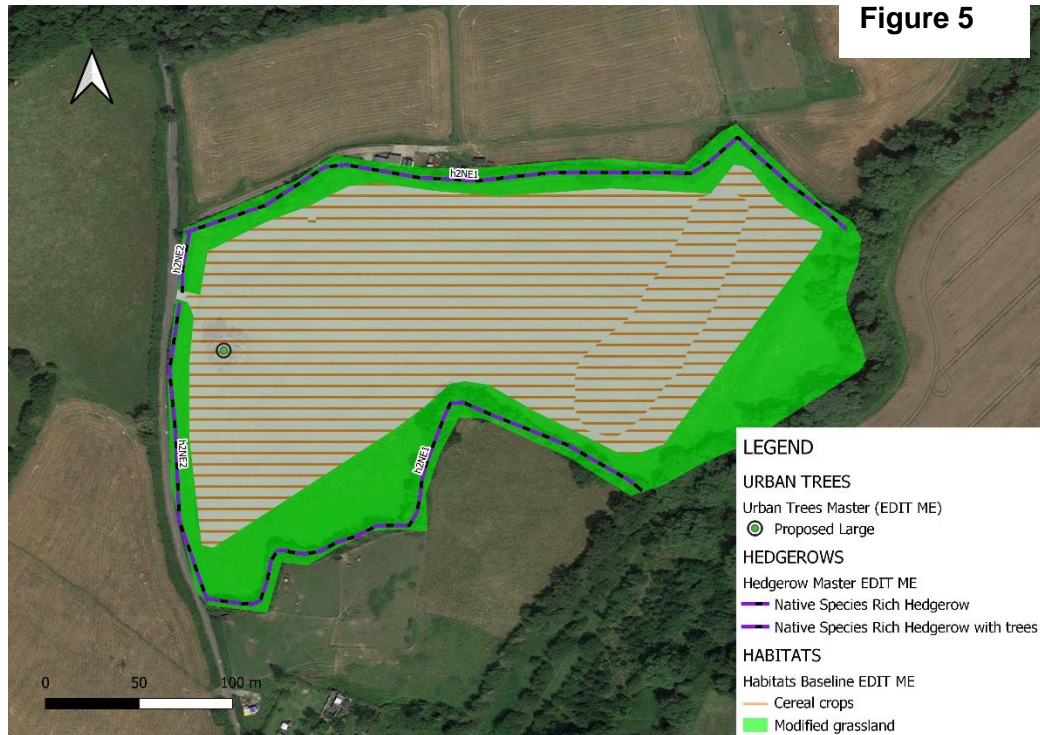 Figure 5
h2NE1
h2NE2
h2NE2
h2NE1
0 50 100 m
LEGEND
URBAN TREES
Urban Trees Master (EDIT ME)
Proposed Large
HEDGEROWS
Hedgerow Master EDIT ME
Native Species Rich Hedgerow
Native Species Rich Hedgerow with trees
HABITATS
Habitats Baseline EDIT ME
Cereal crops
Modified grassland